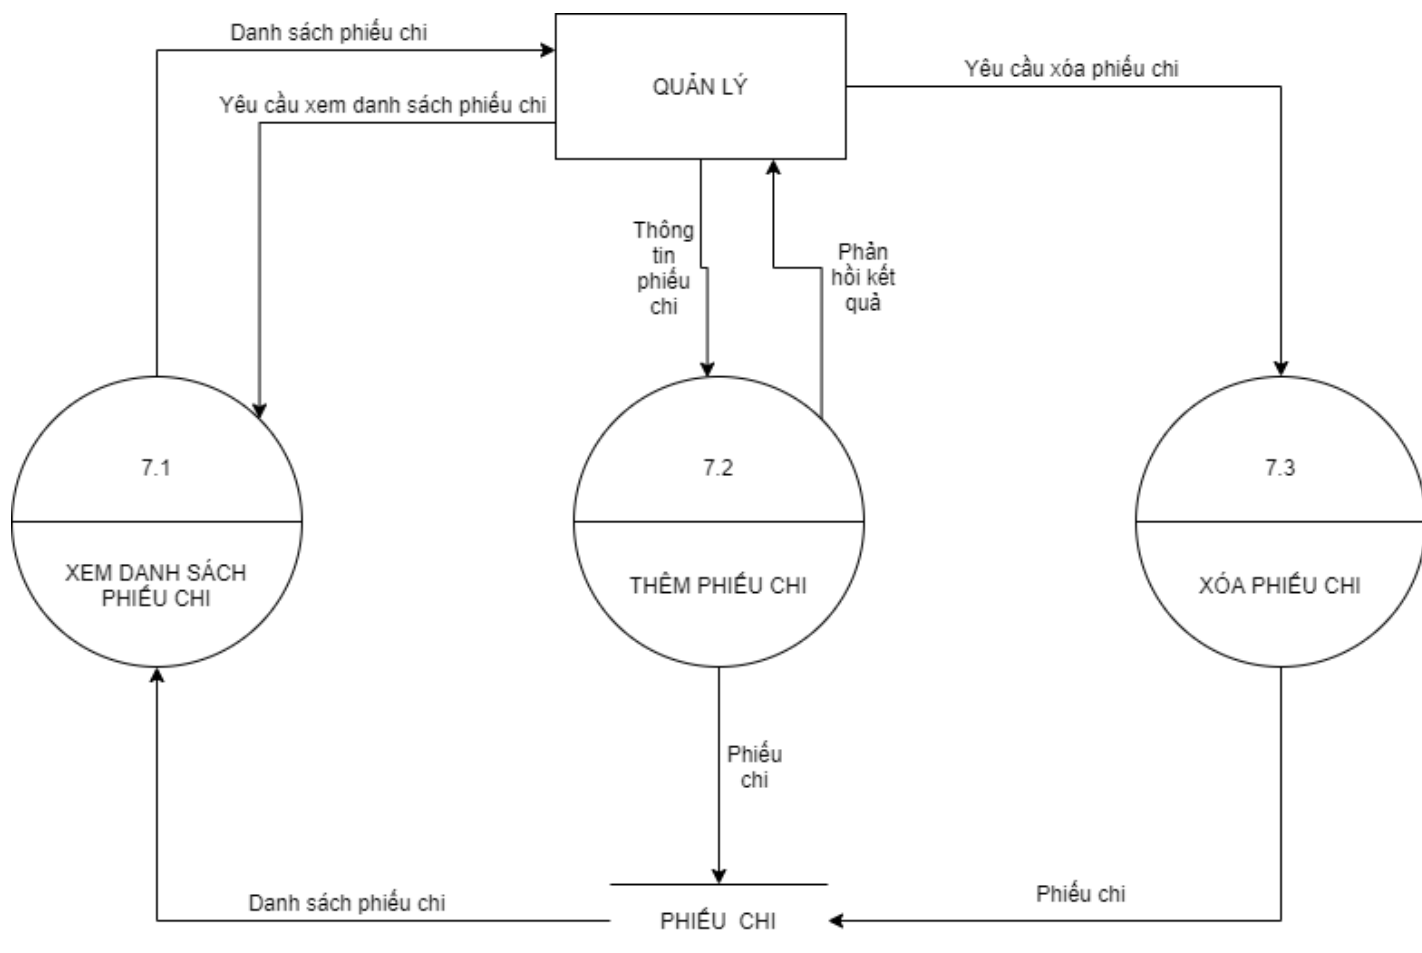 Danh sách phiếu chi
QUẢN LÝ
Yêu cầu xóa phiếu chi
Yêu cầu xem danh sách phiếu chi
Thông
tin
phiếu
chi
Phản
hồi kết
quả
7.1
XEM DANH SÁCH
PHIẾU CHI
7.2
THÊM PHIẾU CHI
7.3
XÓA PHIẾU CHI
Phiếu
chi
Danh sách phiếu chi
PHIẾU CHI
Phiếu chi